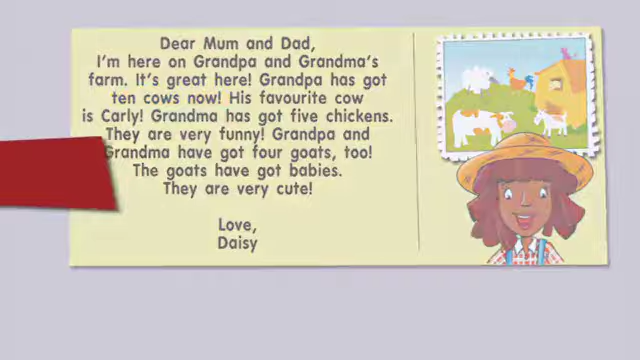 Dear Mum and Dad,
I'm here on Grandpa and Grandma's
farm. It's great here! Grandpa has got
ten cows now! His favourite cow
is Carly! Grandma has got five chickens.
They are very funny! Grandpa and
Grandma have got four goats, too!
The goats have got babies.
They are very cute!
Love,
Daisy